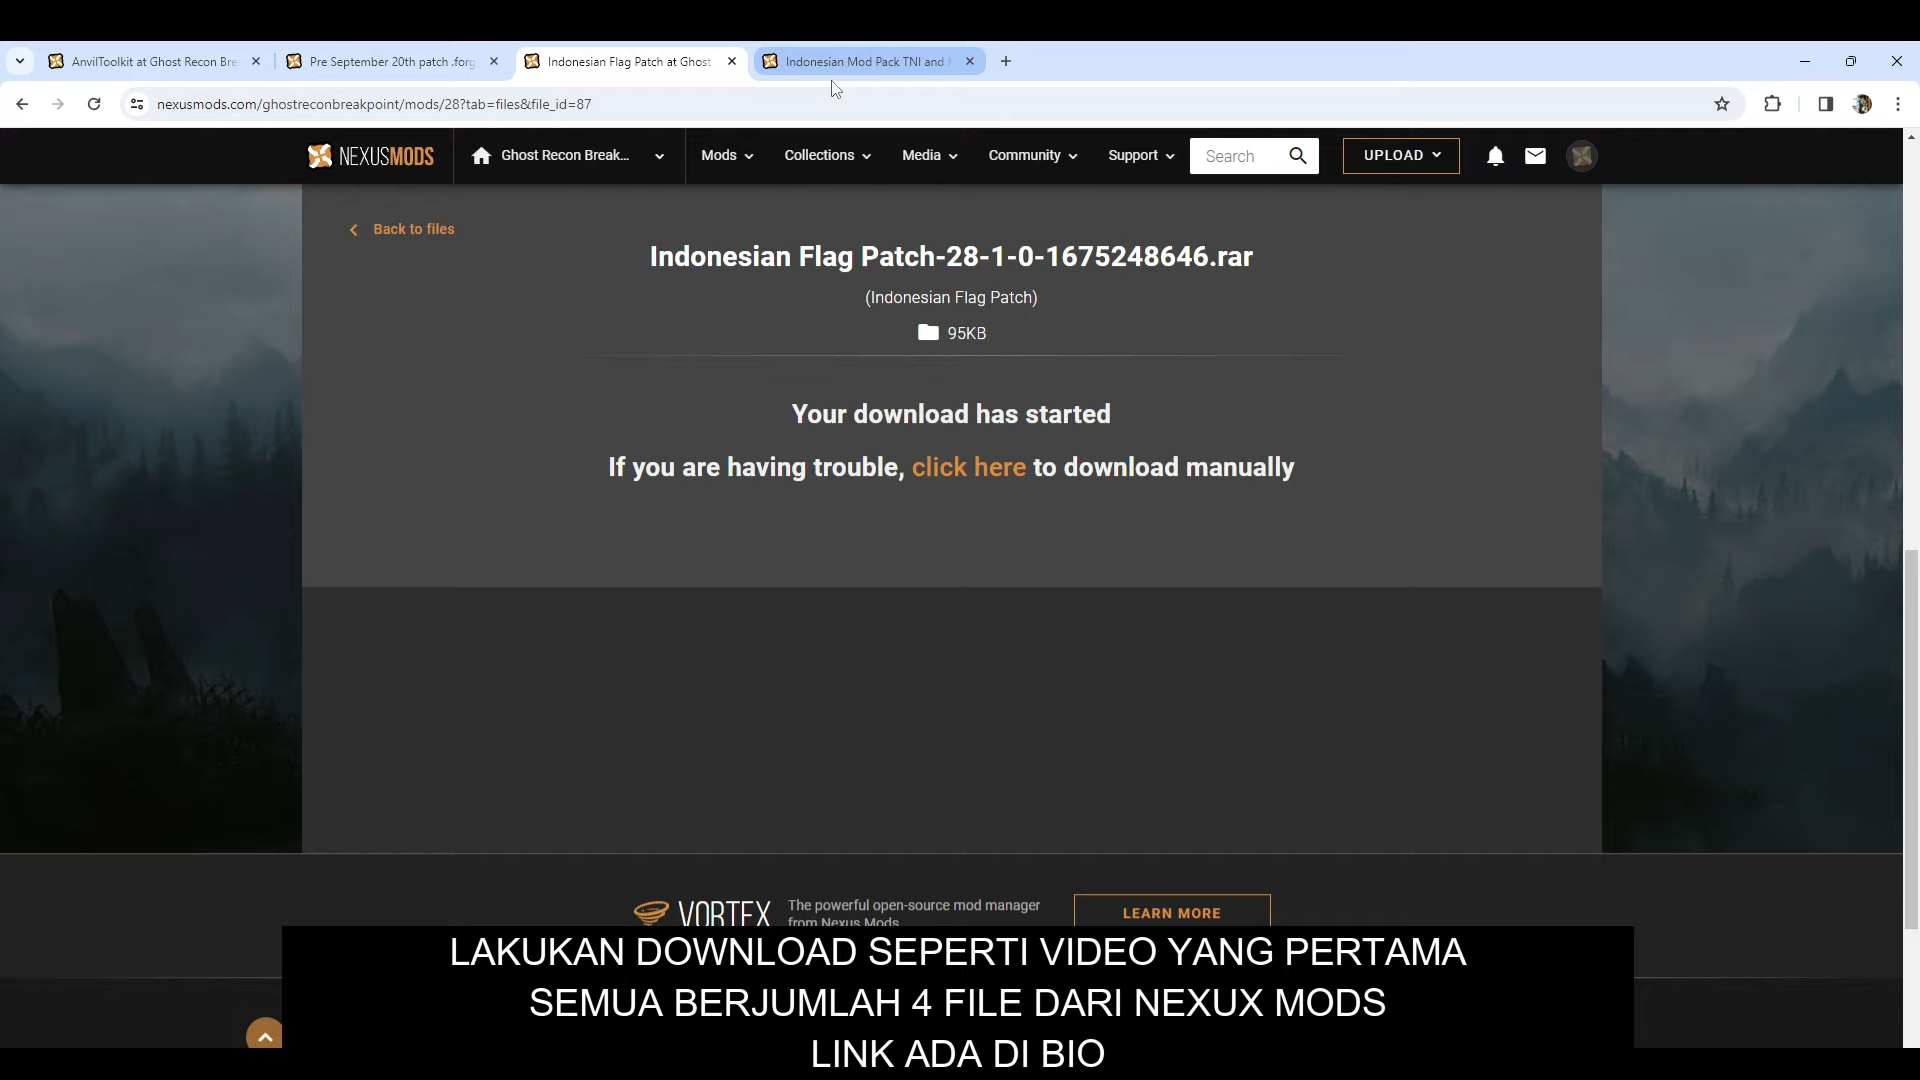 AnvilToolkit at Ghost Recon Bre
Pre September 20th patch .forg
Indonesian Flag Patch at Ghost
Indonesian Mod Pack TNI and
nexusmods.com/ghostreconbreakpoint/mods/28?tab=files&file_id=87
NEXUSMODS
Ghost Recon Break...
Mods
Collections
Media
Community
Support
Search
UPLOAD
Back to files
Indonesian Flag Patch-28-1-0-1675248646.rar
(Indonesian Flag Patch)
95KB
Your download has started
If you are having trouble, click here to download manually
VORTEX
The powerful open-source mod manager
from Nexus Mods.
LEARN MORE
LAKUKAN DOWNLOAD SEPERTI VIDEO YANG PERTAMA
SEMUA BERJUMLAH 4 FILE DARI NEXUX MODS
LINK ADA DI BIO